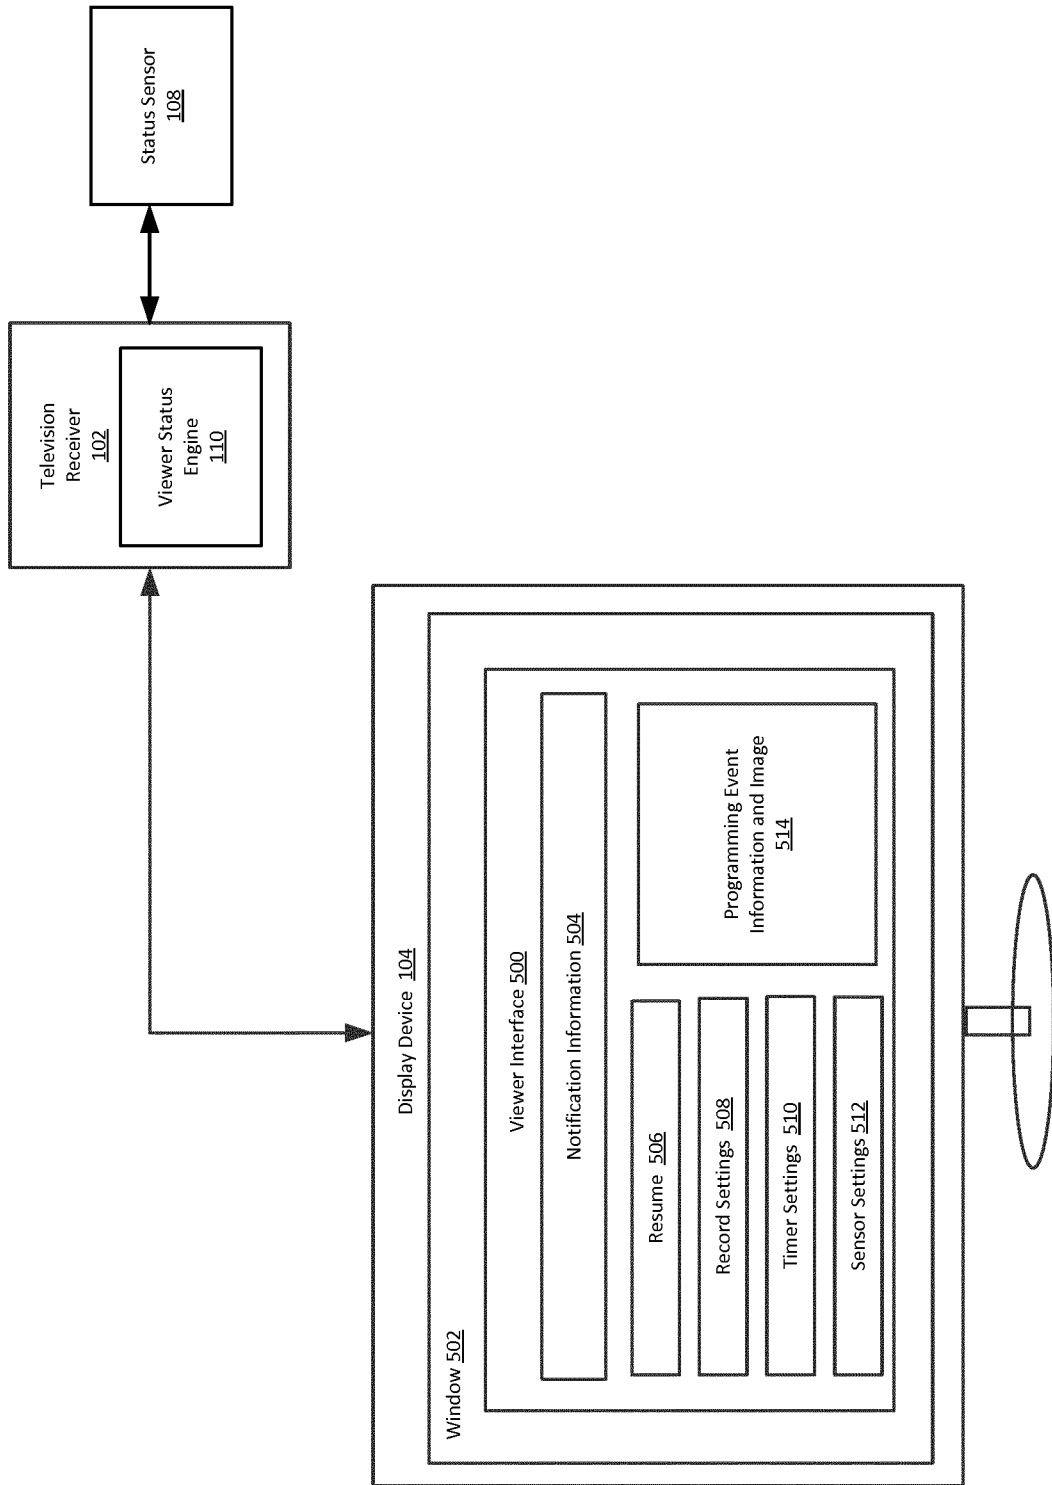 Status Sensor
108
Television
Receiver
102
Viewer Status
Engine
110
Display Device 104
Window 502
Viewer Interface 500
Notification Information 504
Resume 506
Record Settings 508
Timer Settings 510
Sensor Settings 512
Programming Event
Information and Image
514